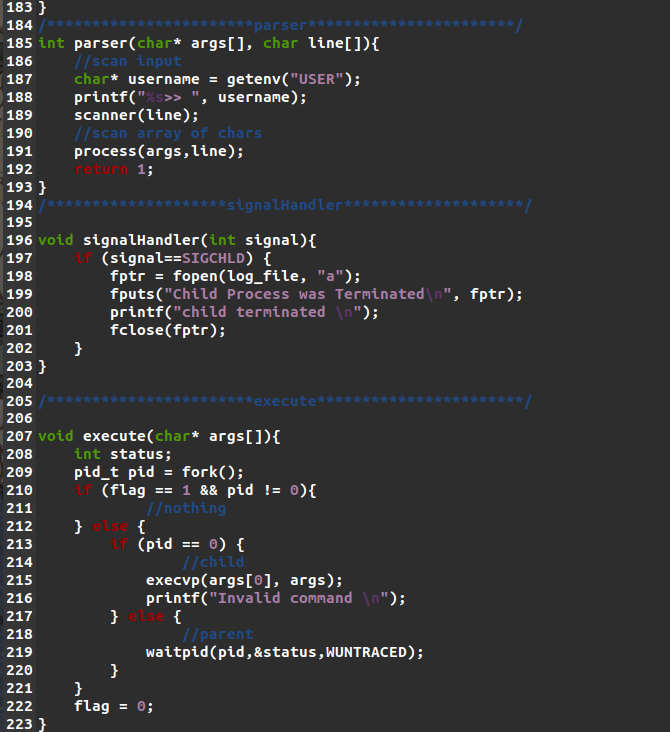 183 }
184 /***********************parser***********************/
185 int parser(char* args[], char line[]){
186     //scan input
187     char* username = getenv("USER");
188     printf("%s>> ", username);
189     scanner(line);
190     //scan array of chars
191     process(args,line);
192     return 1;
193 }
194 /********************signalHandler********************/
195
196 void signalHandler(int signal){
197     if (signal==SIGCHLD) {
198         fptr = fopen(log_file, "a");
199         fputs("Child Process was Terminated\n", fptr);
200         printf("child terminated \n");
201         fclose(fptr);
202     }
203 }
204
205 /***********************execute***********************/
206
207 void execute(char* args[]){
208     int status;
209     pid_t pid = fork();
210     if (flag == 1 && pid != 0){
211             //nothing
212     } else {
213         if (pid == 0) {
214                 //child
215             execvp(args[0], args);
216             printf("Invalid command \n");
217         } else {
218                 //parent
219             waitpid(pid,&status,WUNTRACED);
220         }
221     }
222     flag = 0;
223 }